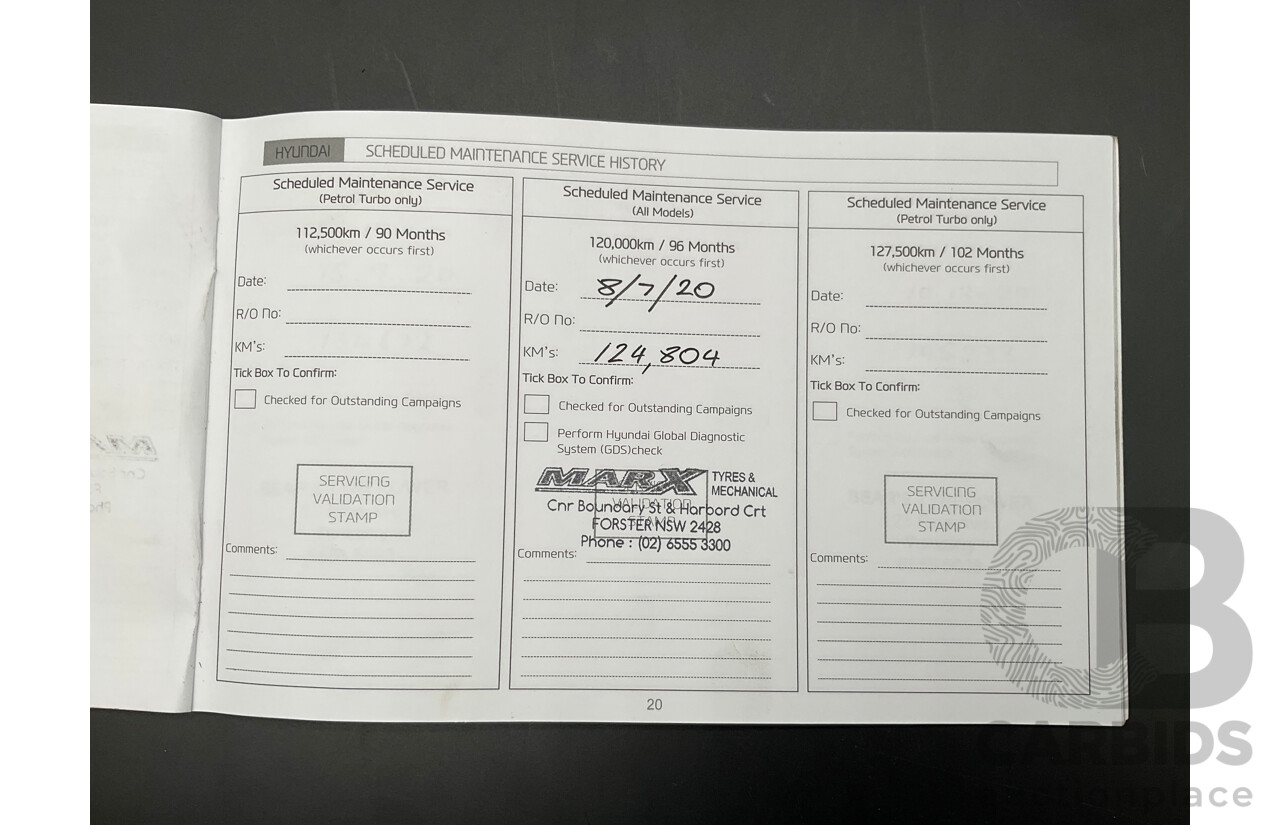 HYUNDAI SCHEDULED MAINTENANCE SERVICE HISTORY
Scheduled Maintenance Service
(Petrol Turbo only)
112,500km / 90 Months
(whichever occurs first)
Date:
R/O No:
KM's:
Tick Box To Confirm:
Checked for Outstanding Campaigns
SERVICING
VALIDATION
STAMP
Comments:
Scheduled Maintenance Service
(All Models)
120,000km / 96 Months
(whichever occurs first)
Date: 8/7/20
R/O No:
KM's: 124,804
Tick Box To Confirm:
Checked for Outstanding Campaigns
Perform Hyundai Global Diagnostic
System (GDS)check
MARX TYRES &
MECHANICAL
VALIDATION
Cnr Boundary St & Harbord Crt
FORSTER NSW 2428
Phone : (02) 6555 3300
Comments:
Scheduled Maintenance Service
(Petrol Turbo only)
127,500km / 102 Months
(whichever occurs first)
Date:
R/O No:
KM's:
Tick Box To Confirm:
Checked for Outstanding Campaigns
SERVICING
VALIDATION
STAMP
Comments:
20
CARBIDS